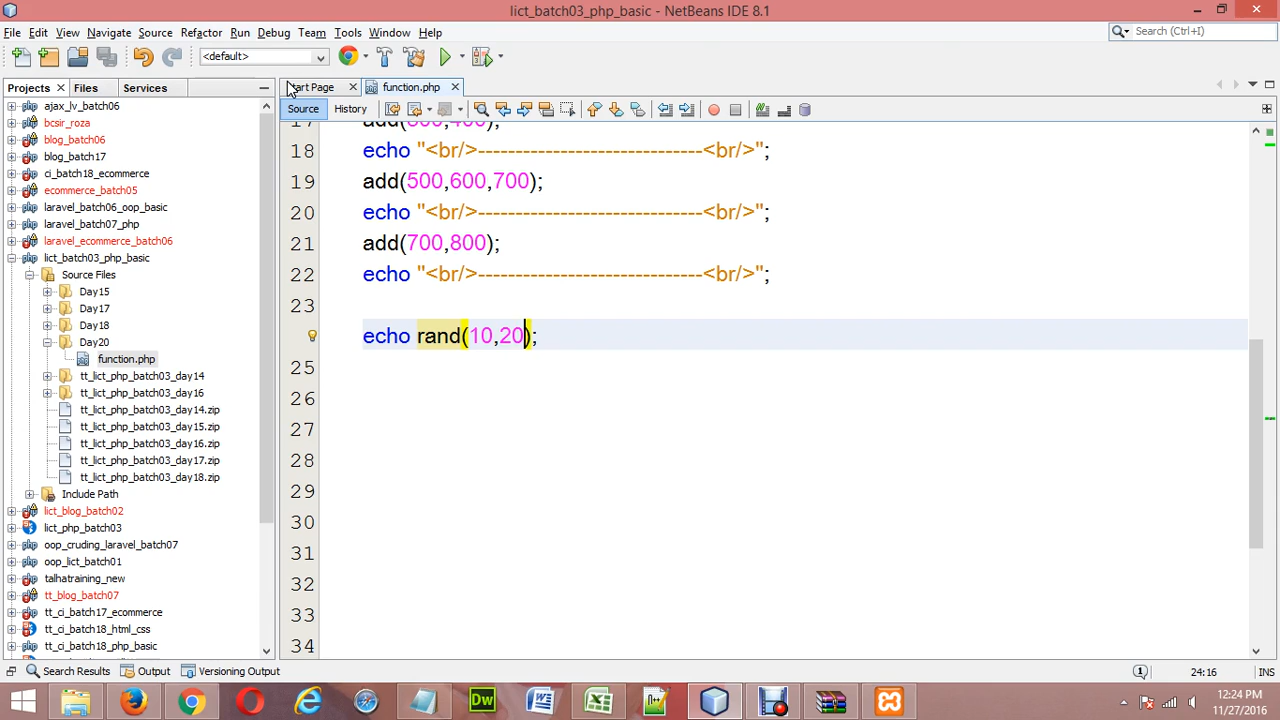 lict_batch03_php_basic - NetBeans IDE 8.1
File Edit View Navigate Source Refactor Run Debug Team Tools Window Help
Search (Ctrl+I)
<default>
Projects Files Services
Page function.php
Source History
ajax_lv_batch06
bcsir_roza
blog_batch06
blog_batch17
ci_batch18_ecommerce
ecommerce_batch05
laravel_batch06_oop_basic
laravel_batch07_php
laravel_ecommerce_batch06
lict_batch03_php_basic
Source Files
Day15
Day17
Day18
Day20
function.php
tt_lict_php_batch03_day14
tt_lict_php_batch03_day16
tt_lict_php_batch03_day14.zip
tt_lict_php_batch03_day15.zip
tt_lict_php_batch03_day16.zip
tt_lict_php_batch03_day17.zip
tt_lict_php_batch03_day18.zip
Include Path
lict_blog_batch02
lict_php_batch03
oop_cruding_laravel_batch07
oop_lict_batch01
talhatraining_new
tt_blog_batch07
tt_ci_batch17_ecommerce
tt_ci_batch18_html_css
tt_ci_batch18_php_basic
18 echo "<br/>------------------------------<br/>";
19 add(500,600,700);
20 echo "<br/>------------------------------<br/>";
21 add(700,800);
22 echo "<br/>------------------------------<br/>";
23
echo rand(10,20);
25
26
27
28
29
30
31
32
33
34
Search Results Output Versioning Output
24:16 INS
12:24 PM
11/27/2016